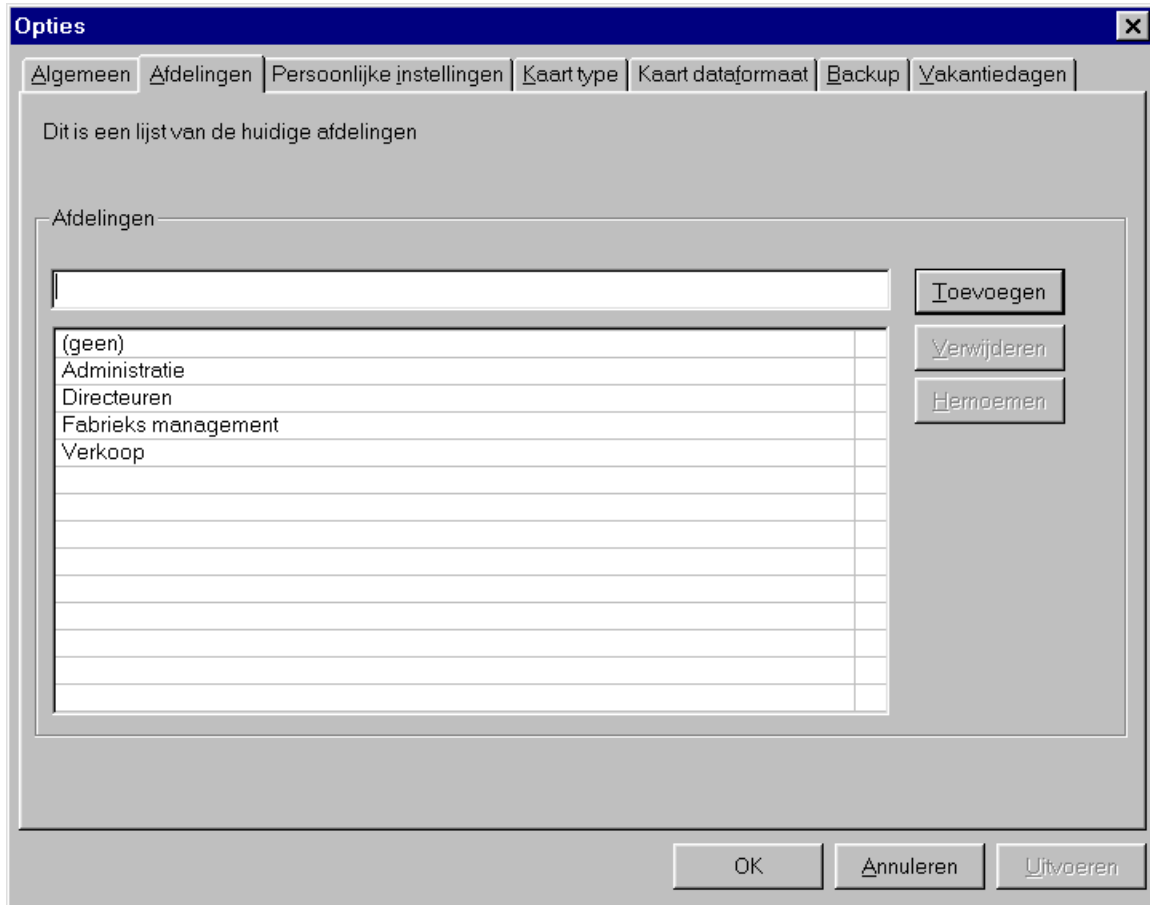 Opties
Algemeen Afdelingen Persoonlijke instellingen Kaart type Kaart dataformaat Backup Vakantiedagen
Dit is een lijst van de huidige afdelingen
Afdelingen
Toevoegen
(geen)
Verwijderen
Administratie
Directeuren
Hernoemen
Fabrieks management
Verkoop
OK Annuleren Uitvoeren